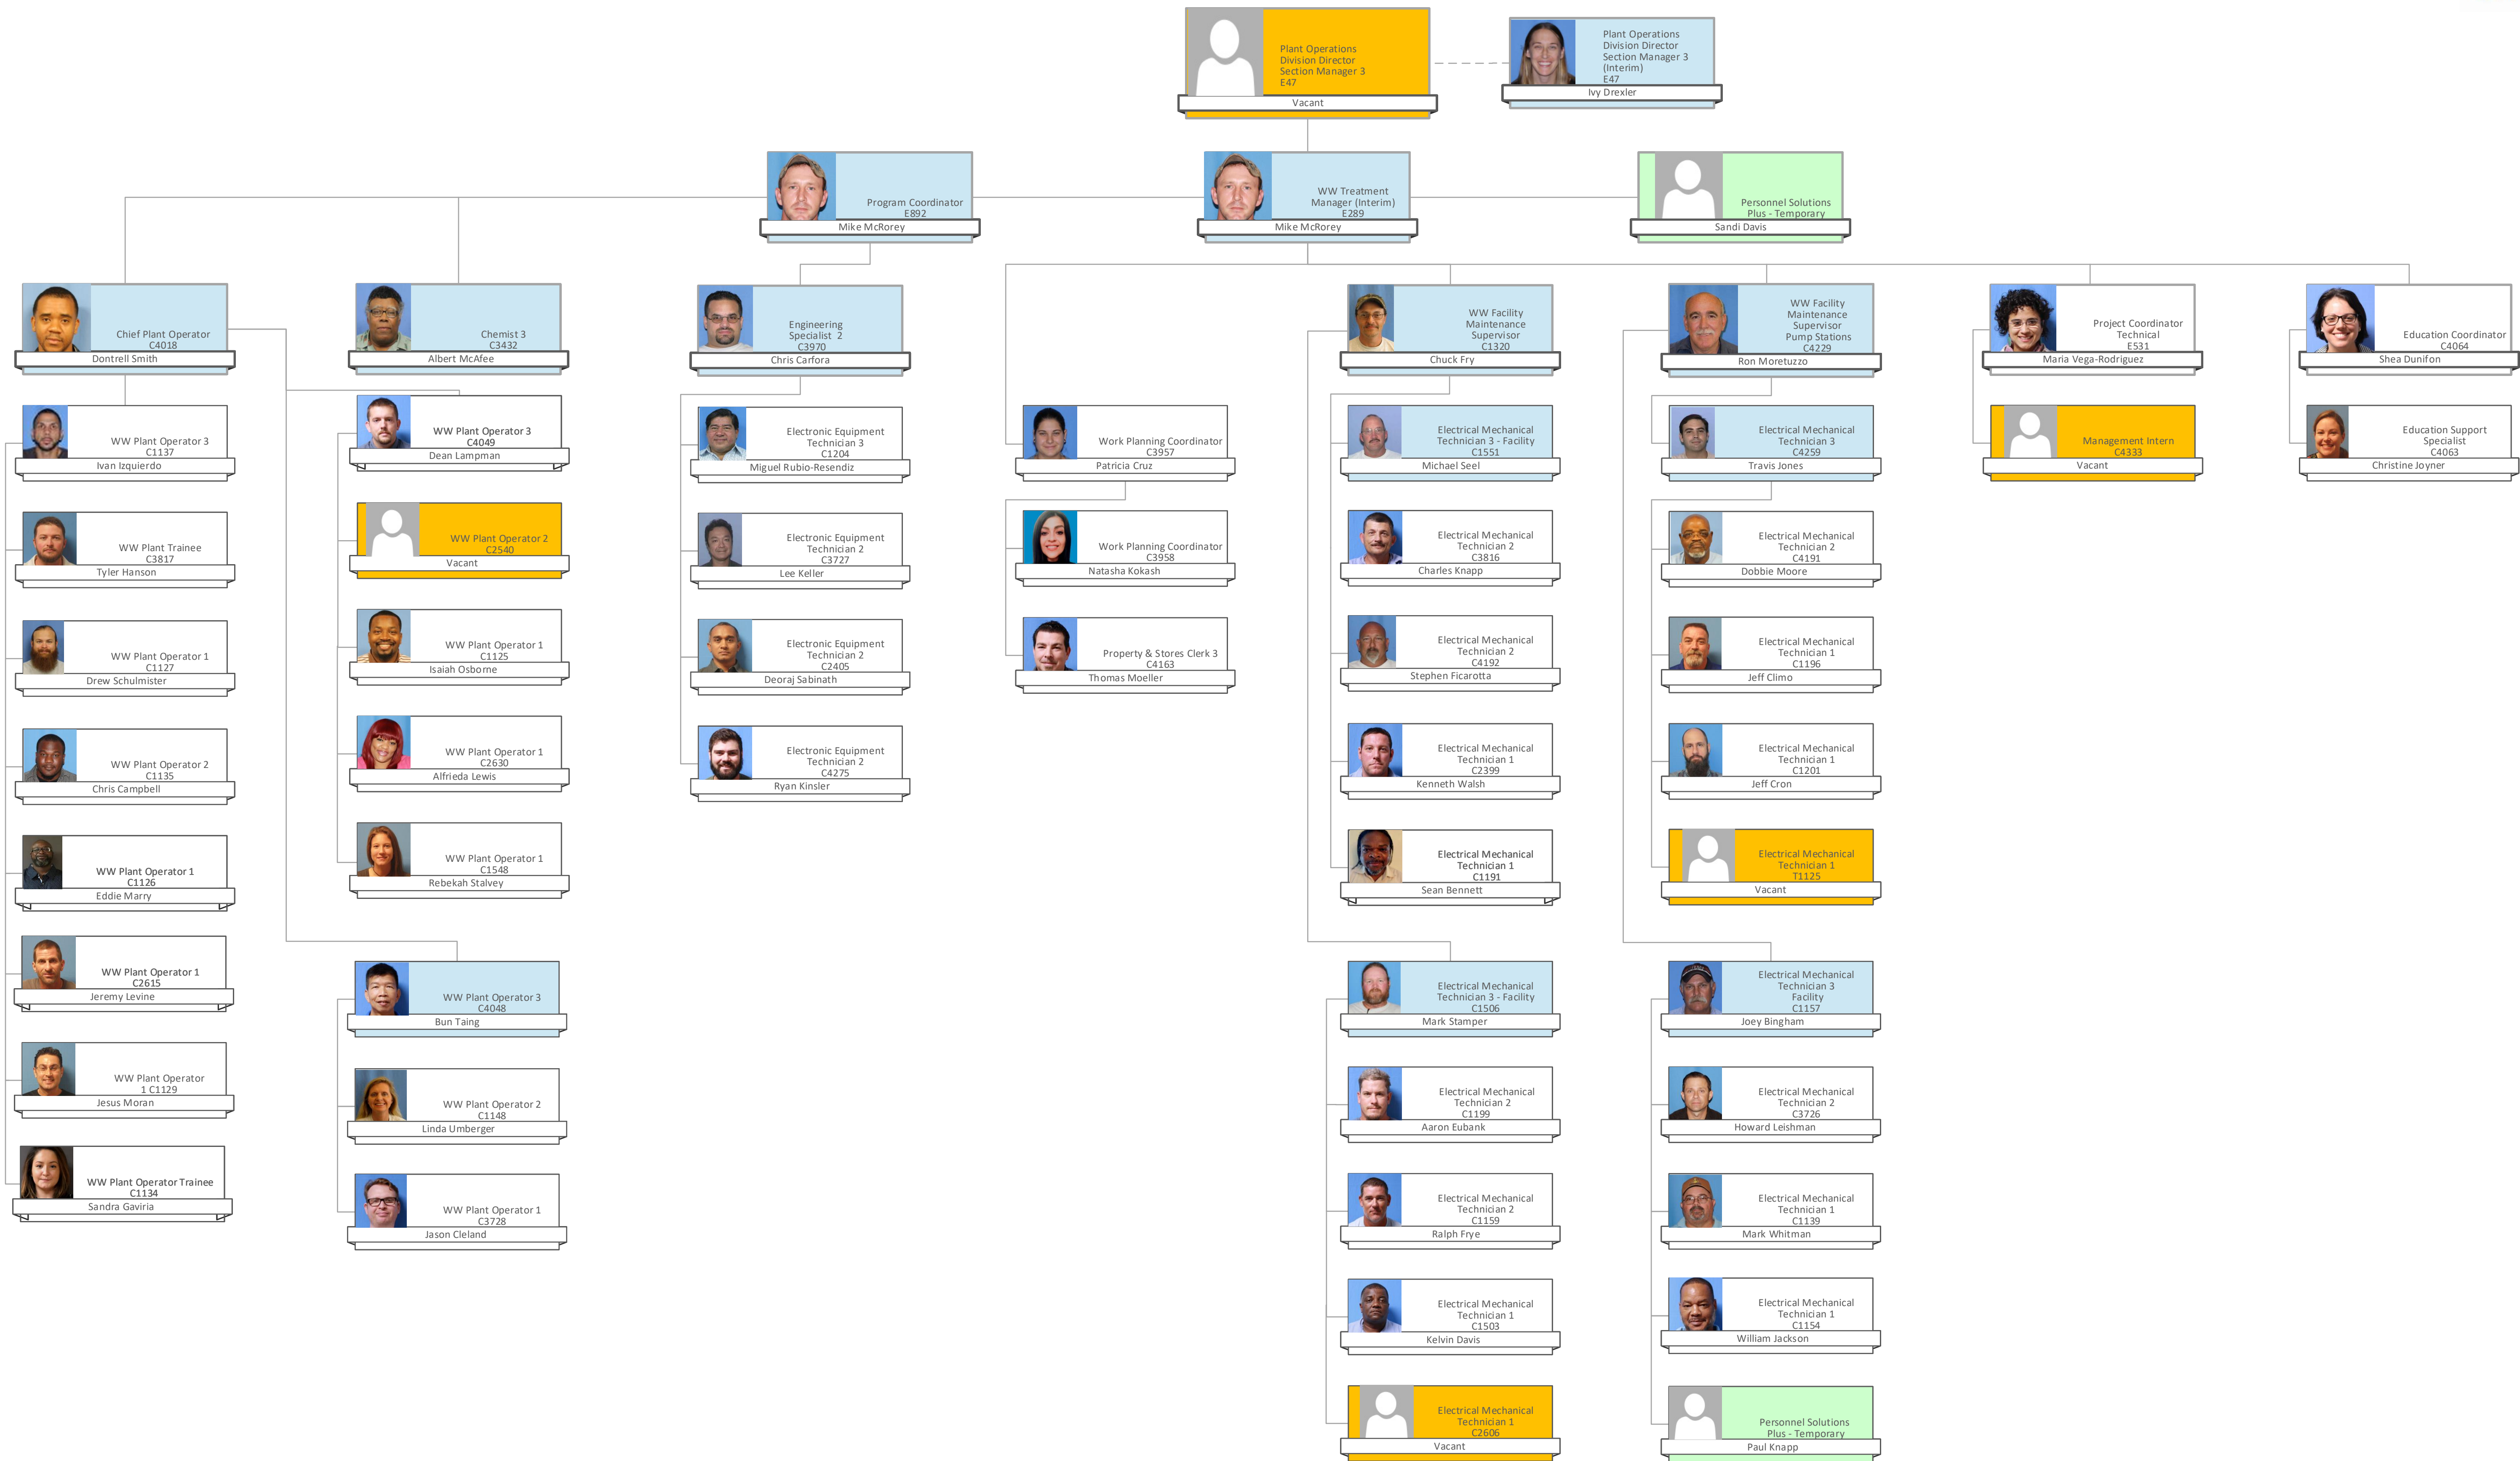 Plant Operations
Division Director
Section Manager 3
E47
Vacant
Plant Operations
Division Director
Section Manager 3
(Interim)
E47
Ivy Drexler
Program Coordinator
E892
Mike McRorey
WW Treatment
Manager (Interim)
E289
Mike McRorey
Personnel Solutions
Plus - Temporary
Sandi Davis
Chief Plant Operator
C4018
Dontrell Smith
Chemist 3
C3432
Albert McAfee
Engineering
Specialist 2
C3970
Chris Carfora
WW Facility
Maintenance
Supervisor
C1320
Chuck Fry
WW Facility
Maintenance
Supervisor
Pump Stations
C4229
Ron Moretuzzo
Project Coordinator
Technical
E531
Maria Vega-Rodriguez
Education Coordinator
C4064
Shea Dunifon
WW Plant Operator 3
C1137
Ivan Izquierdo
WW Plant Trainee
C3817
Tyler Hanson
WW Plant Operator 1
C1127
Drew Schulmister
WW Plant Operator 2
C1135
Chris Campbell
WW Plant Operator 1
C1126
Eddie Marry
WW Plant Operator 1
C2615
Jeremy Levine
WW Plant Operator
1 C1129
Jesus Moran
WW Plant Operator Trainee
C1134
Sandra Gaviria
WW Plant Operator 3
C4049
Dean Lampman
WW Plant Operator 2
C2540
Vacant
WW Plant Operator 1
C1125
Isaiah Osborne
WW Plant Operator 1
C2630
Alfrieda Lewis
WW Plant Operator 1
C1548
Rebekah Stalvey
WW Plant Operator 3
C4048
Bun Taing
WW Plant Operator 2
C1148
Linda Umberger
WW Plant Operator 1
C3728
Jason Cleland
Electronic Equipment
Technician 3
C1204
Miguel Rubio-Resendiz
Electronic Equipment
Technician 2
C3727
Lee Keller
Electronic Equipment
Technician 2
C2405
Deoraj Sabinath
Electronic Equipment
Technician 2
C4275
Ryan Kinsler
Work Planning Coordinator
C3957
Patricia Cruz
Work Planning Coordinator
C3958
Natasha Kokash
Property & Stores Clerk 3
C4163
Thomas Moeller
Electrical Mechanical
Technician 3 - Facility
C1551
Michael Seel
Electrical Mechanical
Technician 2
C3816
Charles Knapp
Electrical Mechanical
Technician 2
C4192
Stephen Ficarotta
Electrical Mechanical
Technician 1
C2399
Kenneth Walsh
Electrical Mechanical
Technician 1
C1191
Sean Bennett
Electrical Mechanical
Technician 3 - Facility
C1506
Mark Stamper
Electrical Mechanical
Technician 2
C1199
Aaron Eubank
Electrical Mechanical
Technician 2
C1159
Ralph Frye
Electrical Mechanical
Technician 1
C1503
Kelvin Davis
Electrical Mechanical
Technician 1
C2606
Vacant
Electrical Mechanical
Technician 3
C4259
Travis Jones
Electrical Mechanical
Technician 2
C4191
Dobbie Moore
Electrical Mechanical
Technician 1
C1196
Jeff Climo
Electrical Mechanical
Technician 1
C1201
Jeff Cron
Electrical Mechanical
Technician 1
T1125
Vacant
Electrical Mechanical
Technician 3
Facility
C1157
Joey Bingham
Electrical Mechanical
Technician 2
C3726
Howard Leishman
Electrical Mechanical
Technician 1
C1139
Mark Whitman
Electrical Mechanical
Technician 1
C1154
William Jackson
Personnel Solutions
Plus - Temporary
Paul Knapp
Management Intern
C4333
Vacant
Education Support
Specialist
C4063
Christine Joyner